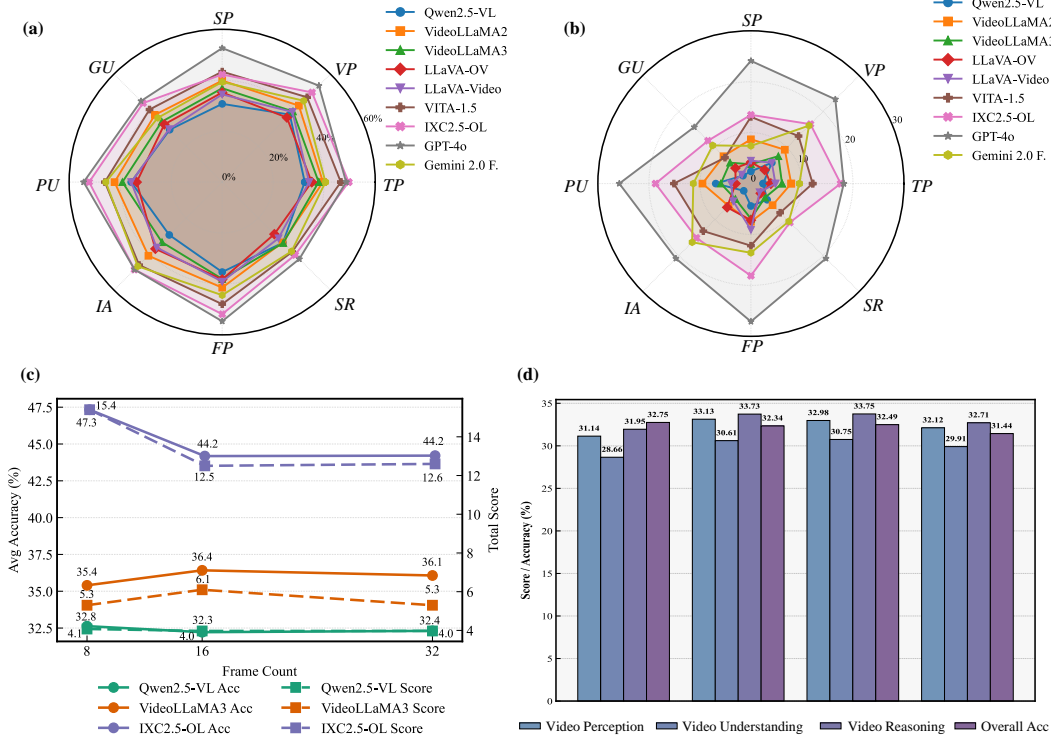 (a)
SP
VP
TP
SR
FP
IA
PU
GU
0%
20%
40%
60%
Qwen2.5-VL
VideoLLaMA2
VideoLLaMA3
LLaVA-OV
LLaVA-Video
VITA-1.5
IXC2.5-OL
GPT-4o
Gemini 2.0 F.
(b)
SP
VP
TP
SR
FP
IA
PU
GU
0
10
20
30
Qwen2.5-VL
VideoLLaMA2
VideoLLaMA3
LLaVA-OV
LLaVA-Video
VITA-1.5
IXC2.5-OL
GPT-4o
Gemini 2.0 F.
(c)
Avg Accuracy (%)
47.5
45.0
42.5
40.0
37.5
35.0
32.5
15.4
47.3
44.2
44.2
12.5
12.6
35.4
36.4
36.1
5.3
6.1
5.3
32.8
32.3
32.4
4.1
4.0
4.0
14
12
10
8
6
4
Total Score
8
16
32
Frame Count
Qwen2.5-VL Acc
Qwen2.5-VL Score
VideoLLaMA3 Acc
VideoLLaMA3 Score
IXC2.5-OL Acc
IXC2.5-OL Score
(d)
Score / Accuracy (%)
35
30
25
20
15
10
5
0
31.14
28.66
31.95
32.75
33.13
30.61
33.73
32.34
32.98
30.75
33.75
32.49
32.12
29.91
32.71
31.44
Video Perception
Video Understanding
Video Reasoning
Overall Acc